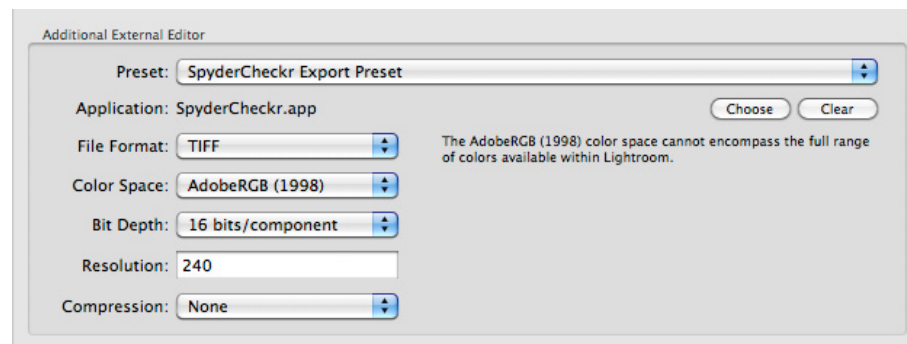 Additional External Editor
Preset: SpyderCheckr Export Preset
Application: SpyderCheckr.app Choose Clear
File Format: TIFF The AdobeRGB (1998) color space cannot encompass the full range
of colors available within Lightroom.
Color Space: AdobeRGB (1998)
Bit Depth: 16 bits/component
Resolution: 240
Compression: None